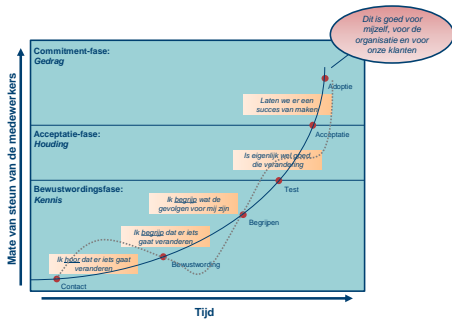 Dit is goed voor
mijzelf, voor de
organisatie en voor
onze klanten
Commitment-fase:
Gedrag
Adoptie
Laten we er een
succes van maken
Acceptatie-fase:
Houding
Acceptatie
Is eigenlijk wel goed,
die verandering
Test
Bewustwordingsfase:
Kennis
Ik begrijp wat de
gevolgen voor mij zijn
Begrijpen
Ik begrijp dat er iets
gaat veranderen
Bewustwording
Ik hoor dat er iets gaat
veranderen
Contact
Mate van steun van de medewerkers
Tijd